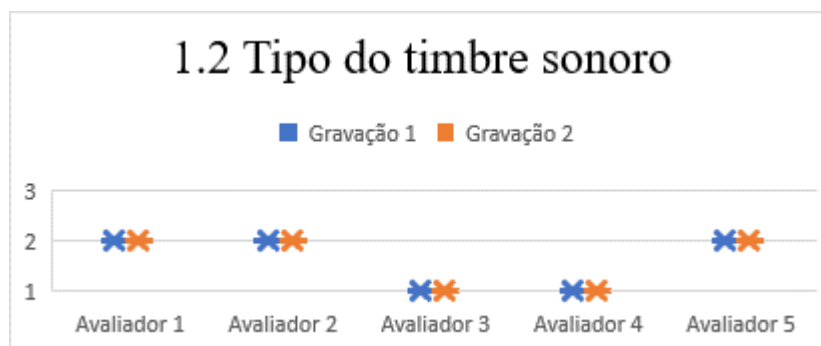 1.2 Tipo do timbre sonoro
Gravação 1 Gravação 2
3
2
1
Avaliador 1 Avaliador 2 Avaliador 3 Avaliador 4 Avaliador 5